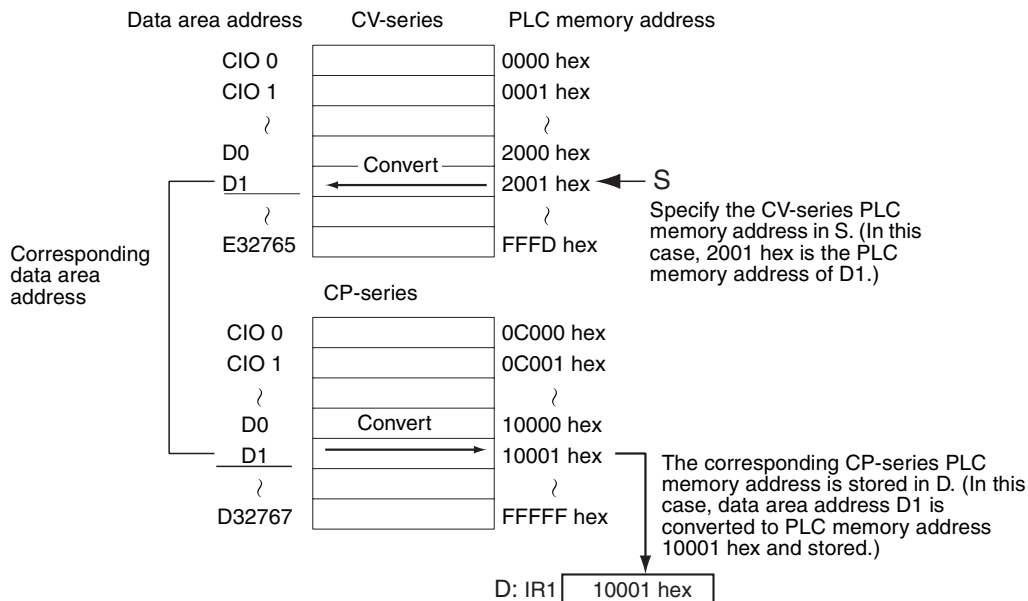 Data area address CV-series PLC memory address
CIO 0 0000 hex
CIO 1 0001 hex
~ ~
D0 2000 hex
Convert
D1 2001 hex S
~ ~
E32765 FFFD hex
Specify the CV-series PLC
memory address in S. (In this
case, 2001 hex is the PLC
memory address of D1.)
Corresponding
data area
address
CP-series
CIO 0 0C000 hex
CIO 1 0C001 hex
~ ~
D0 Convert 10000 hex
D1 10001 hex
~ ~
D32767 FFFFF hex
The corresponding CP-series PLC
memory address is stored in D. (In this
case, data area address D1 is
converted to PLC memory address
10001 hex and stored.)
D: IR1 10001 hex